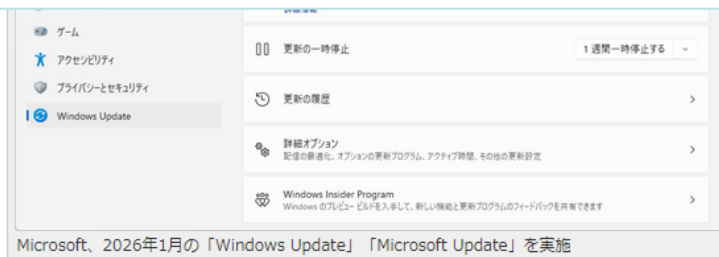 詳細情報
ゲーム
アクセシビリティ
プライバシーとセキュリティ
Windows Update
更新の一時停止
1 週間一時停止する
更新の履歴
詳細オプション
配信の最適化、オプションの更新プログラム、アクティブ時間、その他の更新設定
Windows Insider Program
Windows のプレビュー ビルドを入手して、新しい機能と更新プログラムのフィードバックを共有できます
Microsoft、2026年1月の「Windows Update」「Microsoft Update」を実施